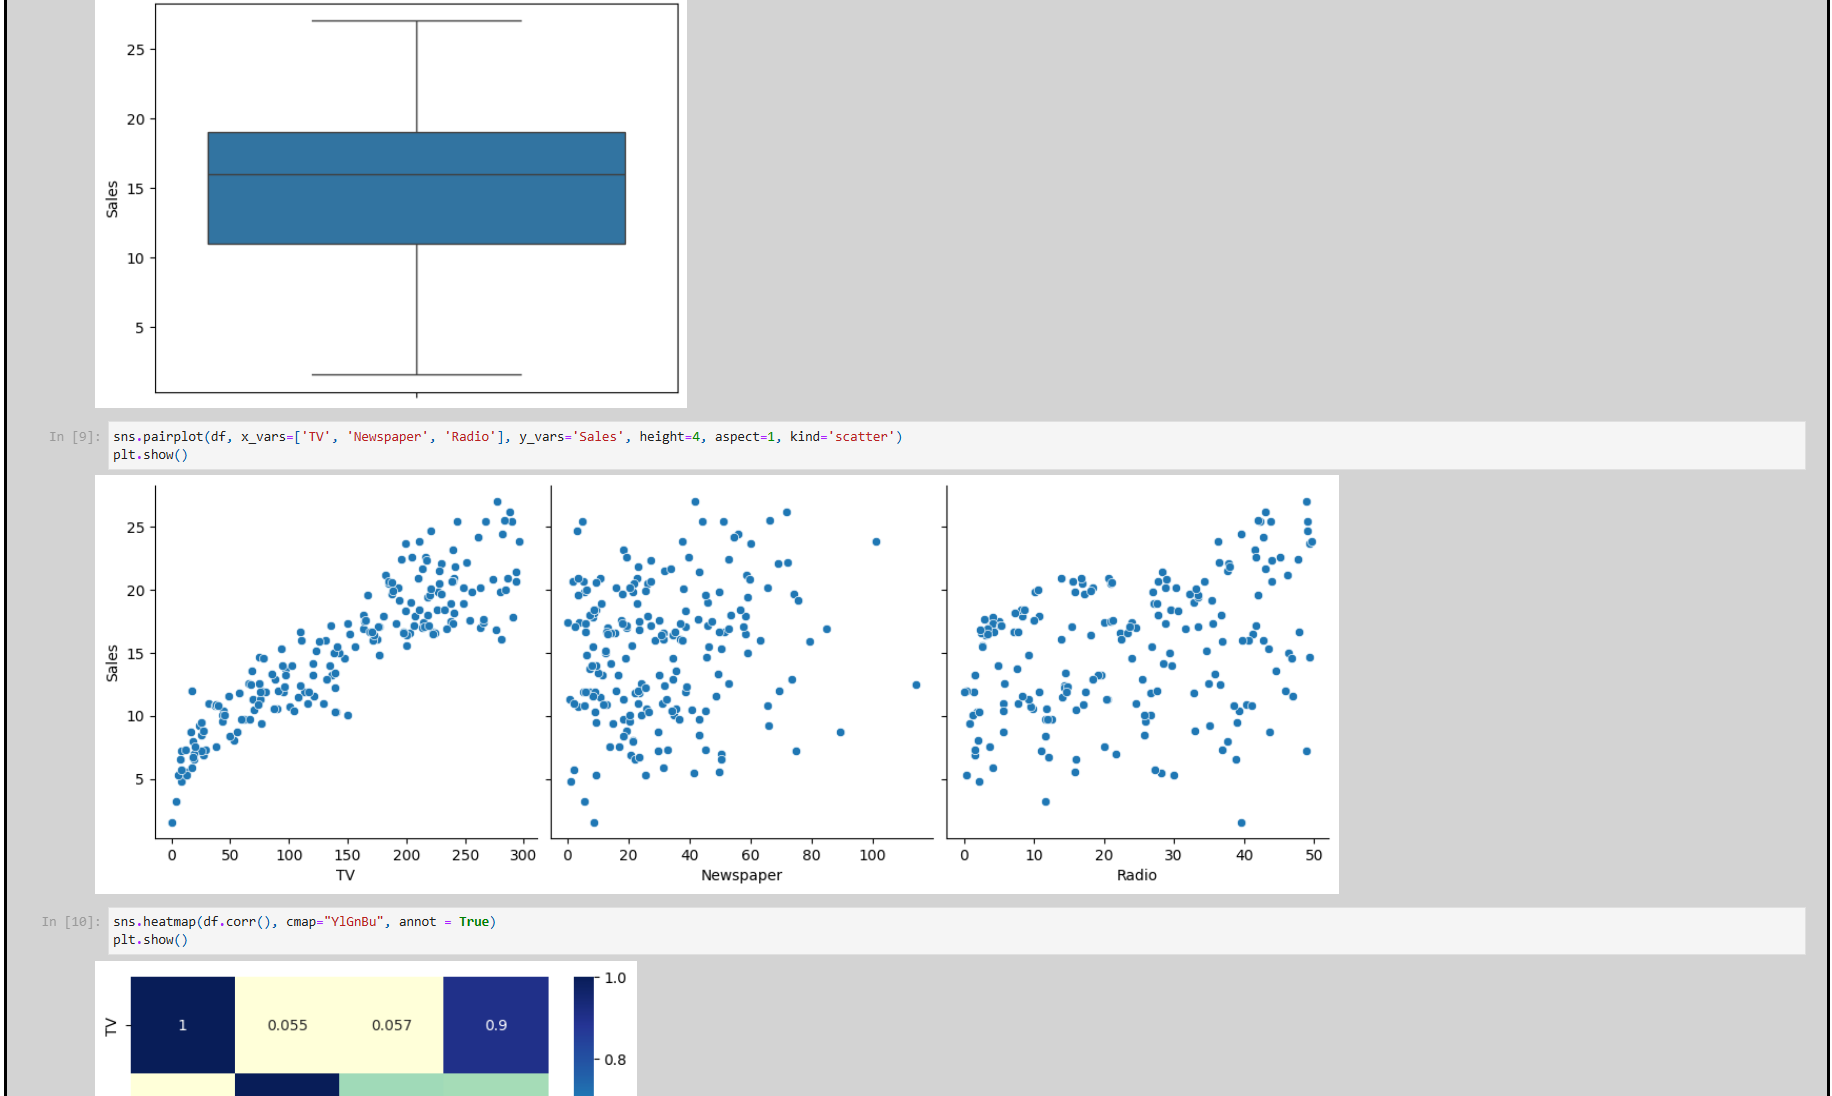 25
20
15
10
5
Sales
In [9]:
sns.pairplot(df, x_vars=['TV', 'Newspaper', 'Radio'], y_vars='Sales', height=4, aspect=1, kind='scatter')
plt.show()
25
20
15
10
5
Sales
0 50 100 150 200 250 300
TV
0 20 40 60 80 100
Newspaper
0 10 20 30 40 50
Radio
In [10]:
sns.heatmap(df.corr(), cmap="YlGnBu", annot = True)
plt.show()
TV
1 0.055 0.057 0.9
1.0
0.8